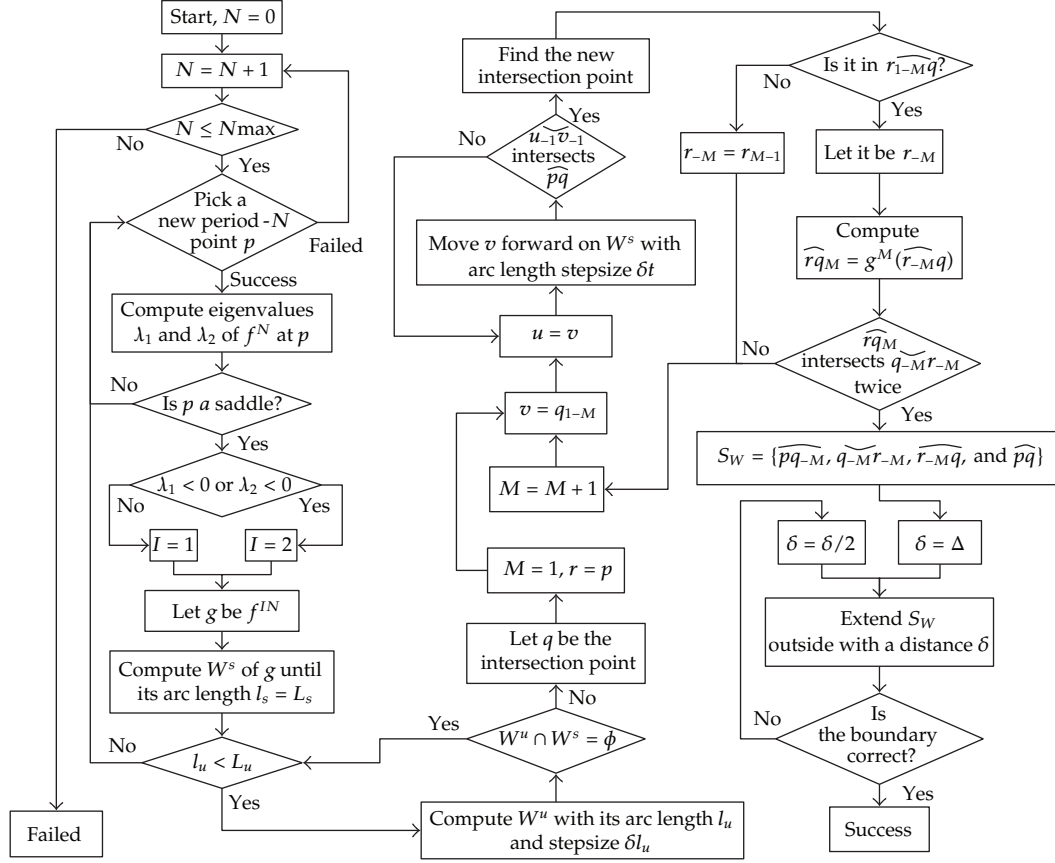 Start, N = 0
N = N + 1
N ≤ Nmax
No
Yes
Pick a
new period -N
point p
Failed
Success
Compute eigenvalues
λ₁ and λ₂ of f^N at p
No
Is p a saddle?
Yes
λ₁ < 0 or λ₂ < 0
No
Yes
I = 1
I = 2
Let g be f^{IN}
Compute W^s of g until
its arc length l_s = L_s
No
l_u < L_u
Yes
Failed
Find the new
intersection point
Yes
No
u₋₁v₋₁
intersects
p͡q
Move v forward on W^s with
arc length stepsize δt
u = v
v = q_{1−M}
M = M + 1
M = 1, r = p
Let q be the
intersection point
No
Yes
W^u ∩ W^s = ϕ
Compute W^u with its arc length l_u
and stepsize δl_u
Is it in r_{1−M}q?
No
Yes
r_{−M} = r_{M−1}
Let it be r_{−M}
Compute
rq_M = g^M(r_{−M}q)
rq_M
No
intersects q_{−M}r_{−M}
twice
Yes
S_W = {pq_{−M}, q_{−M}r_{−M}, r_{−M}q, and pq}
δ = δ/2
δ = Δ
Extend S_W
outside with a distance δ
No
Is
the boundary
correct?
Yes
Success